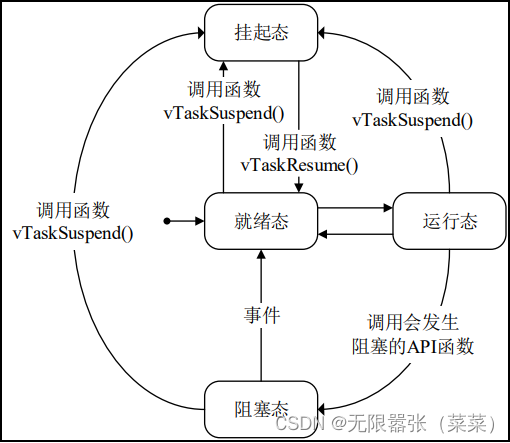 挂起态
调用函数
vTaskSuspend()
调用函数
vTaskSuspend()
调用函数
vTaskResume()
调用函数
vTaskSuspend()
就绪态
运行态
事件
调用会发生
阻塞的API函数
阻塞态
CSDN @无限嚣张（菜菜）